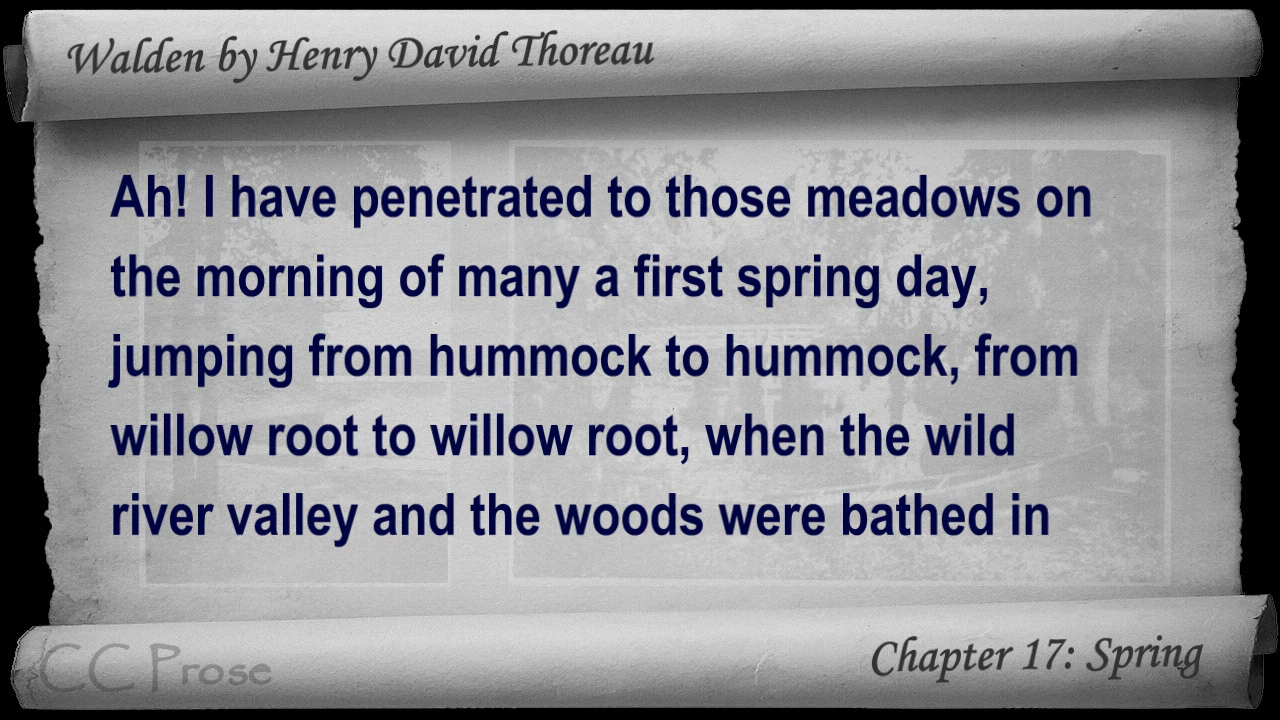 Walden by Henry David Thoreau
Ah! I have penetrated to those meadows on
the morning of many a first spring day,
jumping from hummock to hummock, from
willow root to willow root, when the wild
river valley and the woods were bathed in
CC Prose
Chapter 17: Spring